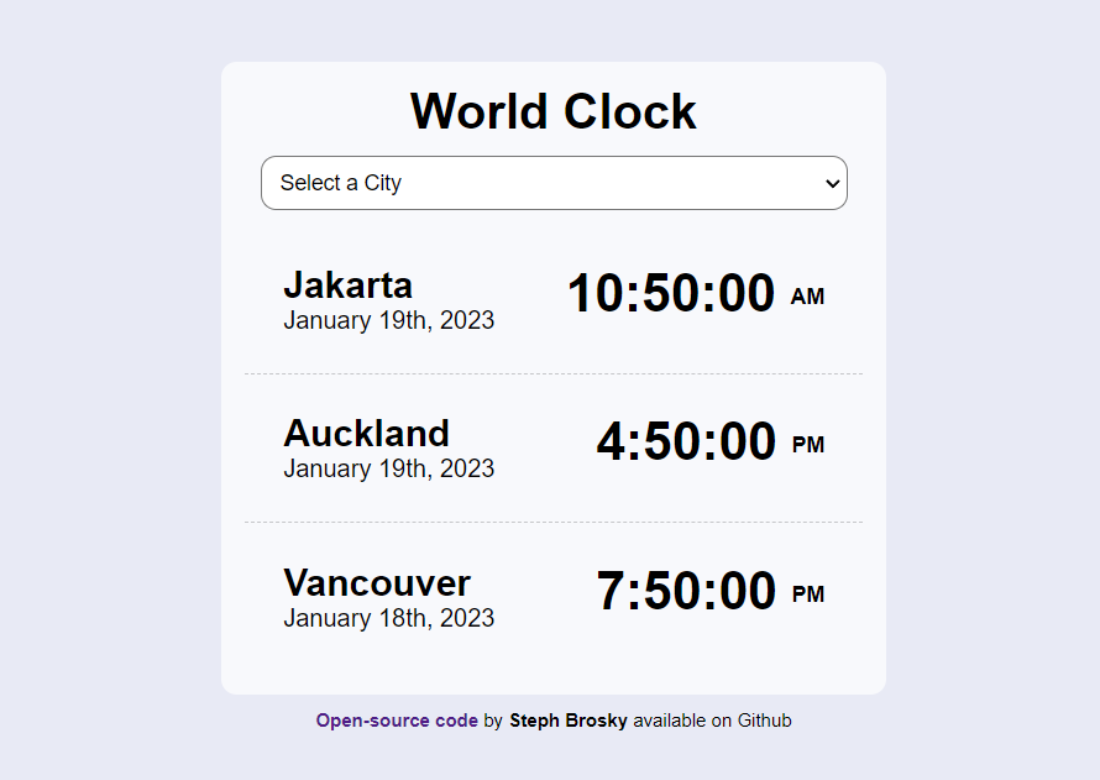 World Clock
Select a City
Jakarta
January 19th, 2023
10:50:00 AM
Auckland
January 19th, 2023
4:50:00 PM
Vancouver
January 18th, 2023
7:50:00 PM
Open-source code by Steph Brosky available on Github